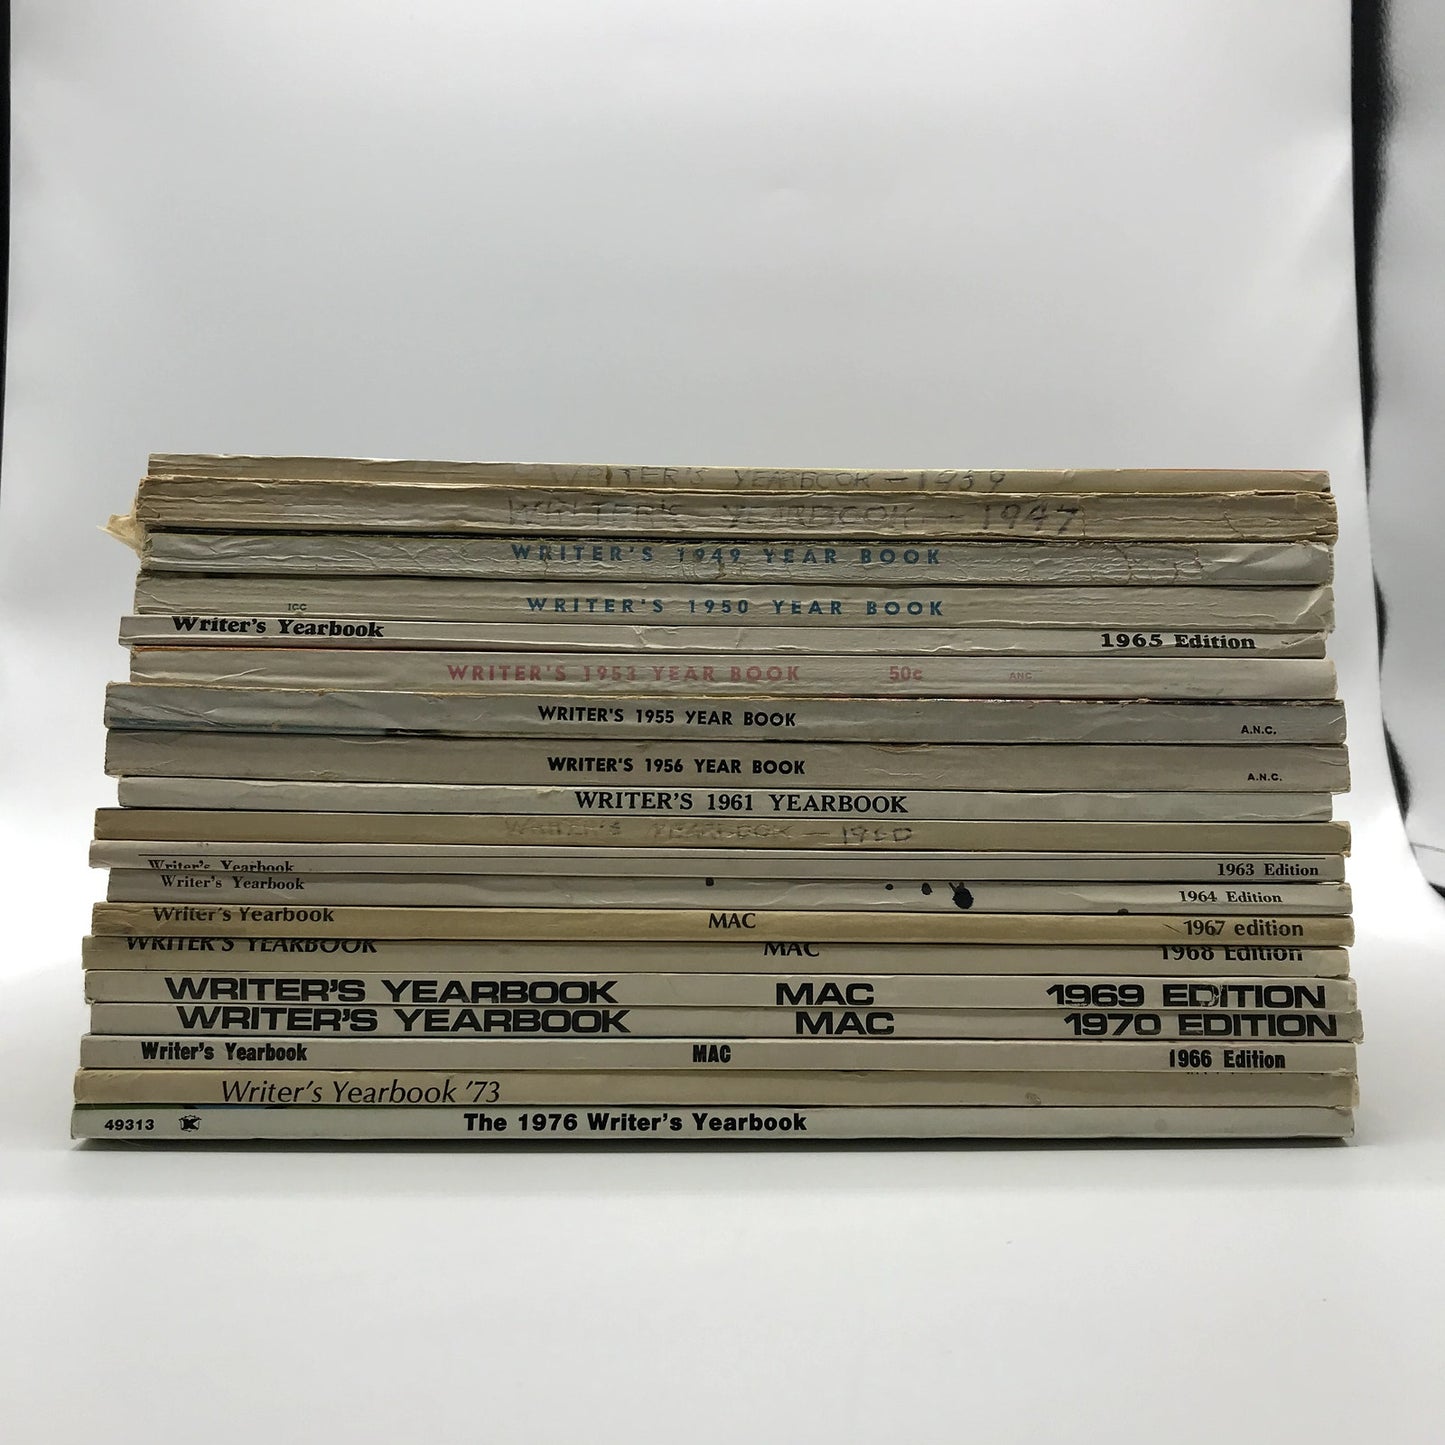 WRITER'S YEARBOOK - 1939
WRITER'S YEARBOOK - 1947
WRITER'S 1949 YEAR BOOK
ICC WRITER'S 1950 YEAR BOOK
Writer's Yearbook 1965 Edition
WRITER'S 1953 YEAR BOOK 50c ANC
WRITER'S 1955 YEAR BOOK A.N.C.
WRITER'S 1956 YEAR BOOK A.N.C.
WRITER'S 1961 YEARBOOK
WRITER'S YEARBOOK - 1960
Writer's Yearbook 1963 Edition
Writer's Yearbook 1964 Edition
Writer's Yearbook MAC 1967 edition
WRITER'S YEARBOOK MAC 1968 Edition
WRITER'S YEARBOOK MAC 1969 EDITION
WRITER'S YEARBOOK MAC 1970 EDITION
Writer's Yearbook MAC 1966 Edition
Writer's Yearbook '73
49313 K The 1976 Writer's Yearbook